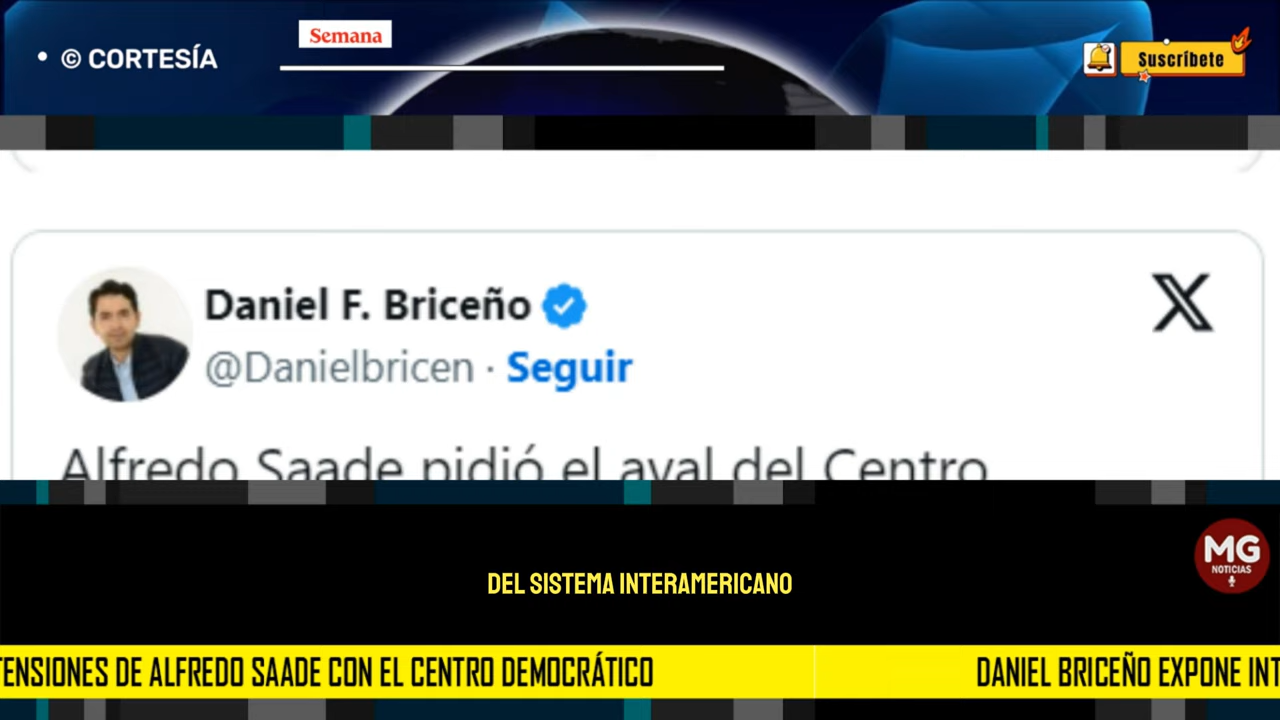 • © CORTESÍA
Semana
Suscríbete
Daniel F. Briceño
@Danielbricen · Seguir
Alfredo Saade pidió el aval del Centro
DEL SISTEMA INTERAMERICANO
MG
NOTICIAS
TENSIONES DE ALFREDO SAADE CON EL CENTRO DEMOCRÁTICO DANIEL BRICEÑO EXPONE INT